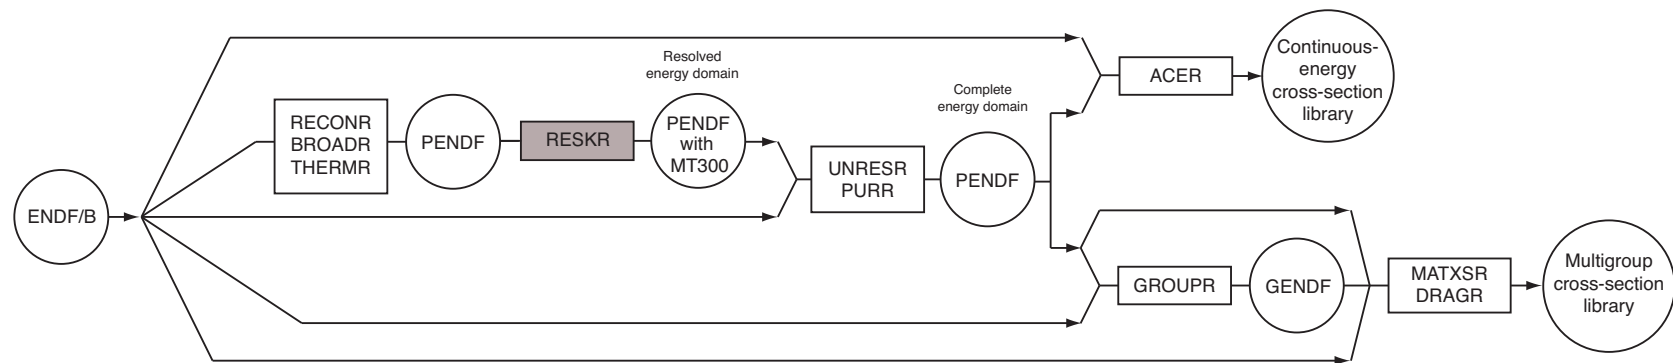 ENDF/B
RECONR
BROADR
THERMR
PENDF
RESKR
Resolved
energy domain
PENDF
with
MT300
UNRESR
PURR
Complete
energy domain
PENDF
ACER
Continuous-
energy
cross-section
library
GROUPR
GENDF
MATXSR
DRAGR
Multigroup
cross-section
library